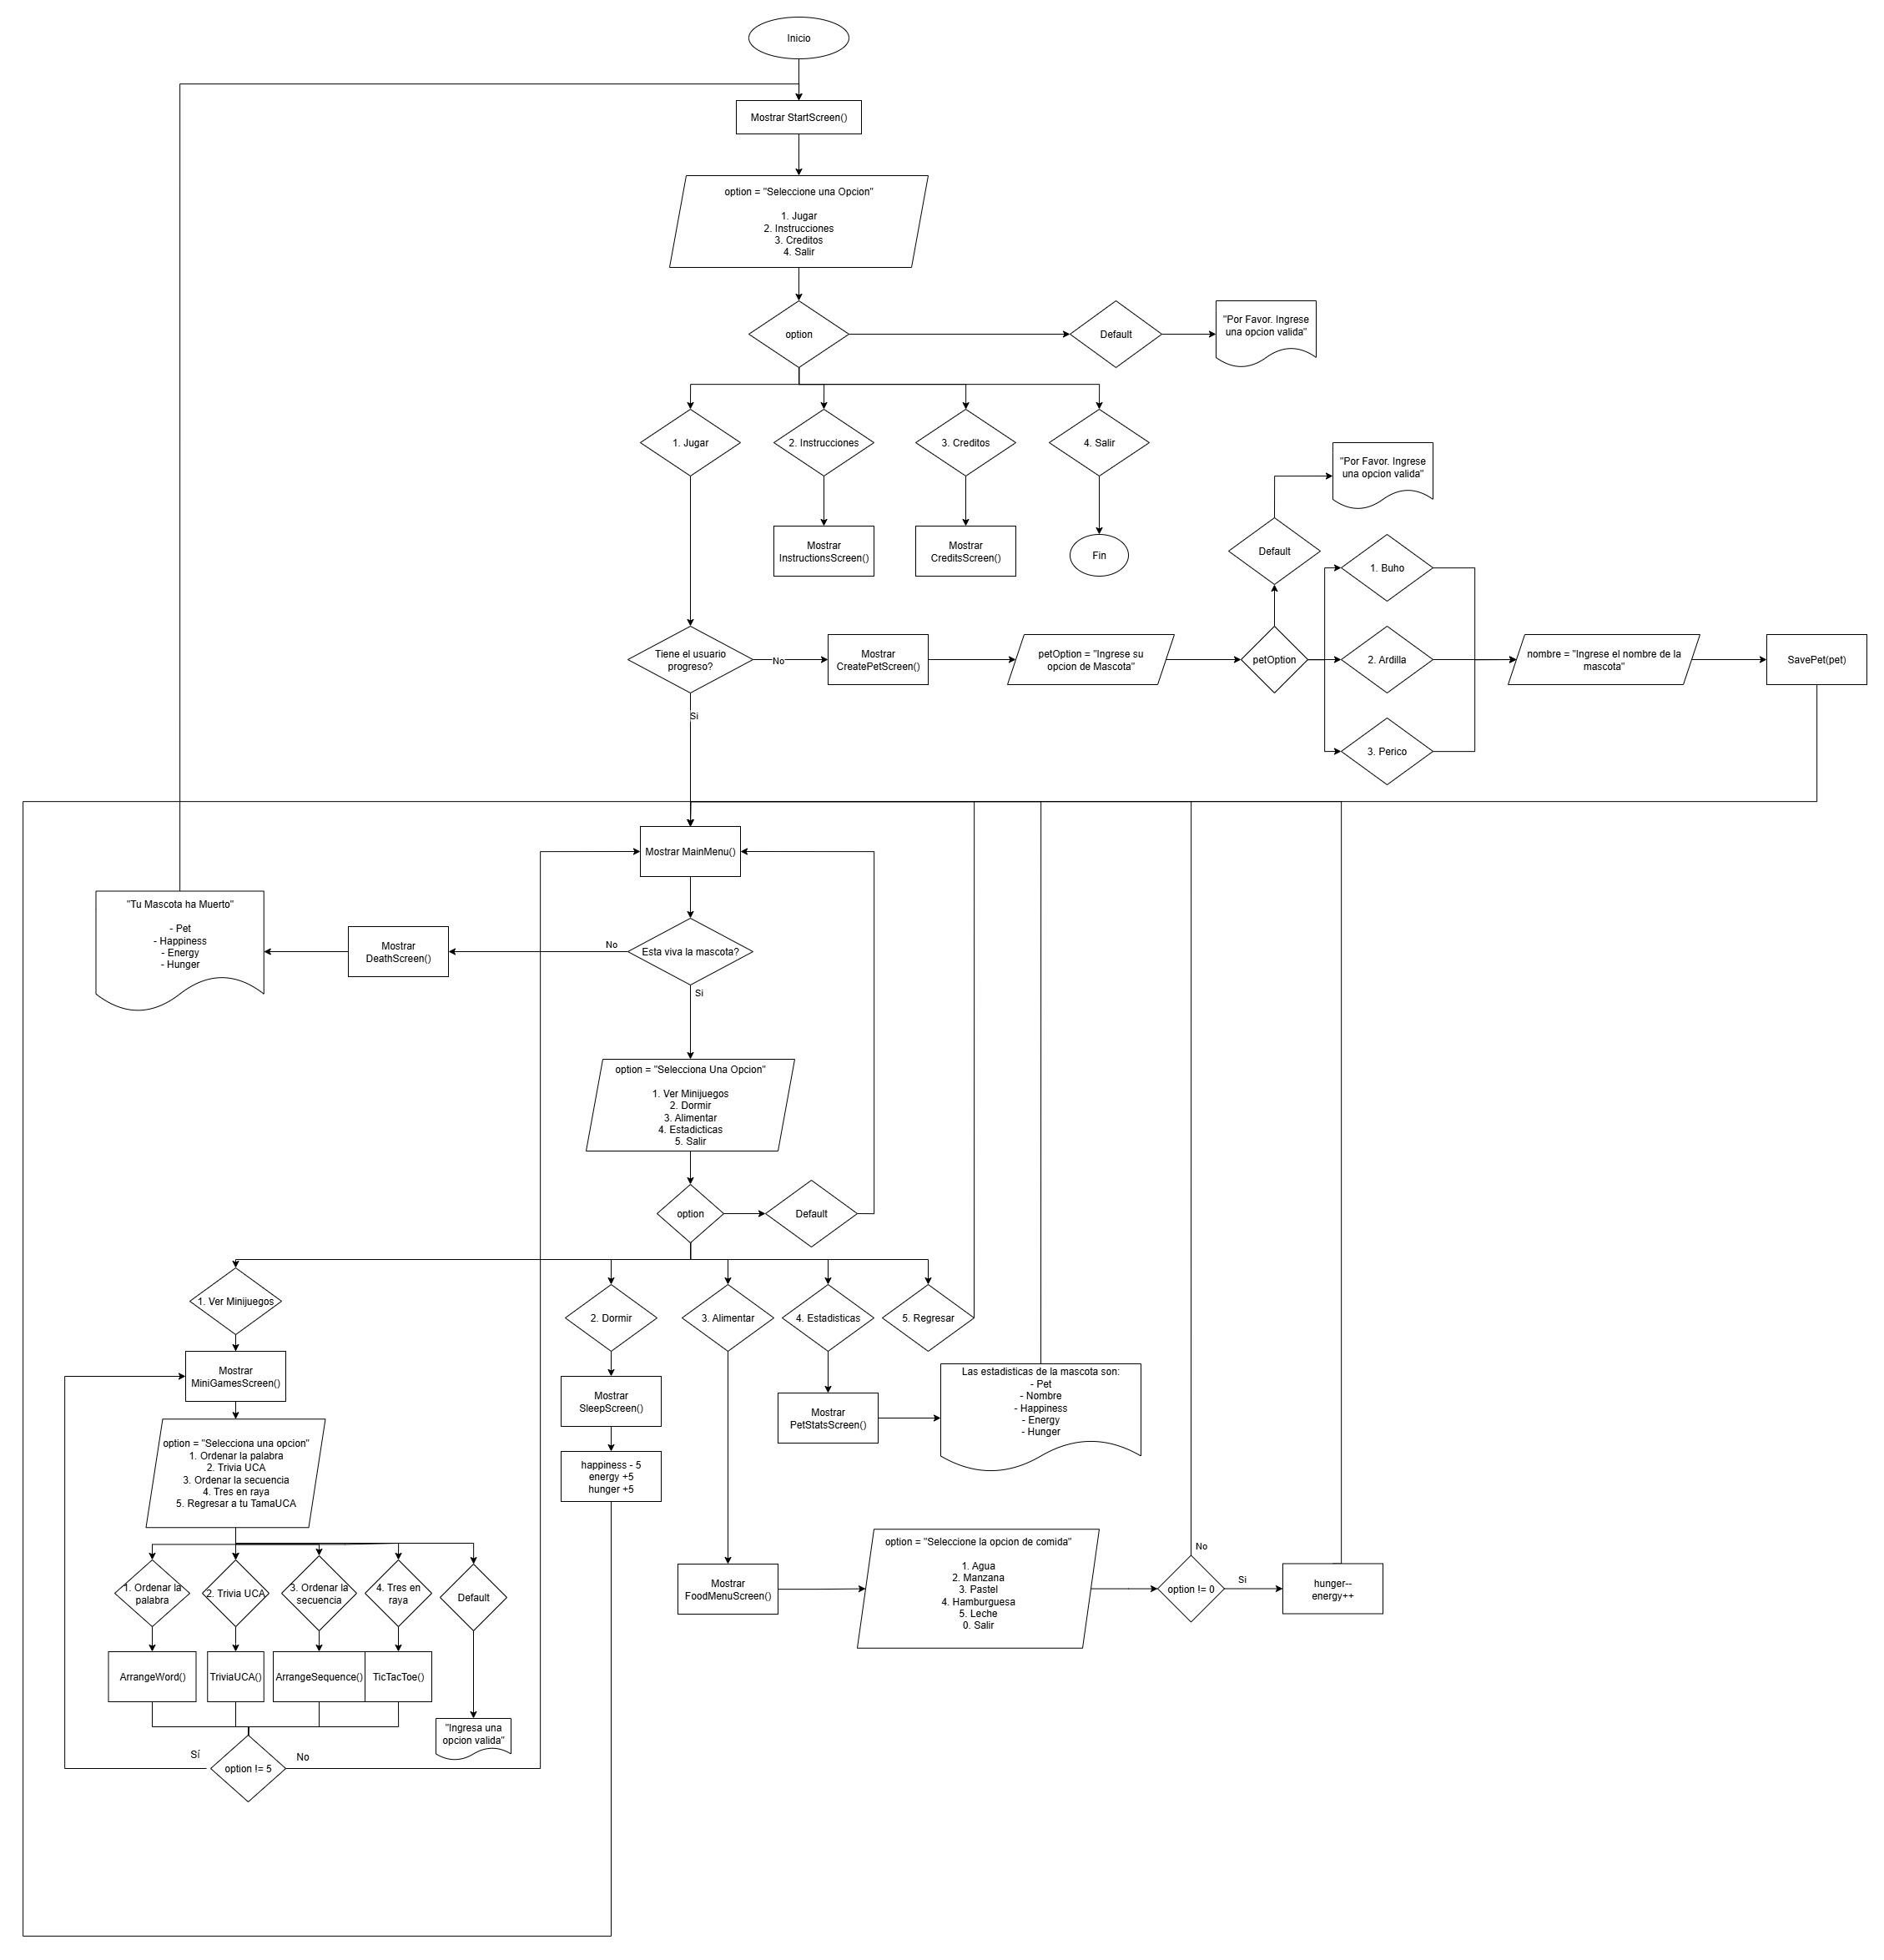 Inicio
Mostrar StartScreen()
option = "Seleccione una Opcion"
1. Jugar
2. Instrucciones
3. Creditos
4. Salir
option
Default
"Por Favor. Ingrese
una opcion valida"
1. Jugar
2. Instrucciones
3. Creditos
4. Salir
"Por Favor. Ingrese
una opcion valida"
Mostrar
InstructionsScreen()
Mostrar
CreditsScreen()
Fin
Default
1. Buho
Tiene el usuario
progreso?
No
Mostrar
CreatePetScreen()
petOption = "Ingrese su
opcion de Mascota"
petOption
2. Ardilla
nombre = "Ingrese el nombre de la
mascota"
SavePet(pet)
Si
3. Perico
Mostrar MainMenu()
"Tu Mascota ha Muerto"
- Pet
- Happiness
- Energy
- Hunger
Mostrar
DeathScreen()
No
Esta viva la mascota?
Si
option = "Selecciona Una Opcion"
1. Ver Minijuegos
2. Dormir
3. Alimentar
4. Estadicticas
5. Salir
option
Default
1. Ver Minijuegos
2. Dormir
3. Alimentar
4. Estadisticas
5. Regresar
Mostrar
MiniGamesScreen()
Mostrar
SleepScreen()
Mostrar
PetStatsScreen()
Las estadisticas de la mascota son:
- Pet
- Nombre
- Happiness
- Energy
- Hunger
option = "Selecciona una opcion"
1. Ordenar la palabra
2. Trivia UCA
3. Ordenar la secuencia
4. Tres en raya
5. Regresar a tu TamaUCA
happiness - 5
energy +5
hunger +5
Mostrar
FoodMenuScreen()
option = "Seleccione la opcion de comida"
1. Agua
2. Manzana
3. Pastel
4. Hamburguesa
5. Leche
0. Salir
No
option != 0
Si
hunger--
energy++
1. Ordenar la
palabra
2. Trivia UCA
3. Ordenar la
secuencia
4. Tres en
raya
Default
ArrangeWord()
TriviaUCA()
ArrangeSequence()
TicTacToe()
"Ingresa una
opcion valida"
Sí
option != 5
No